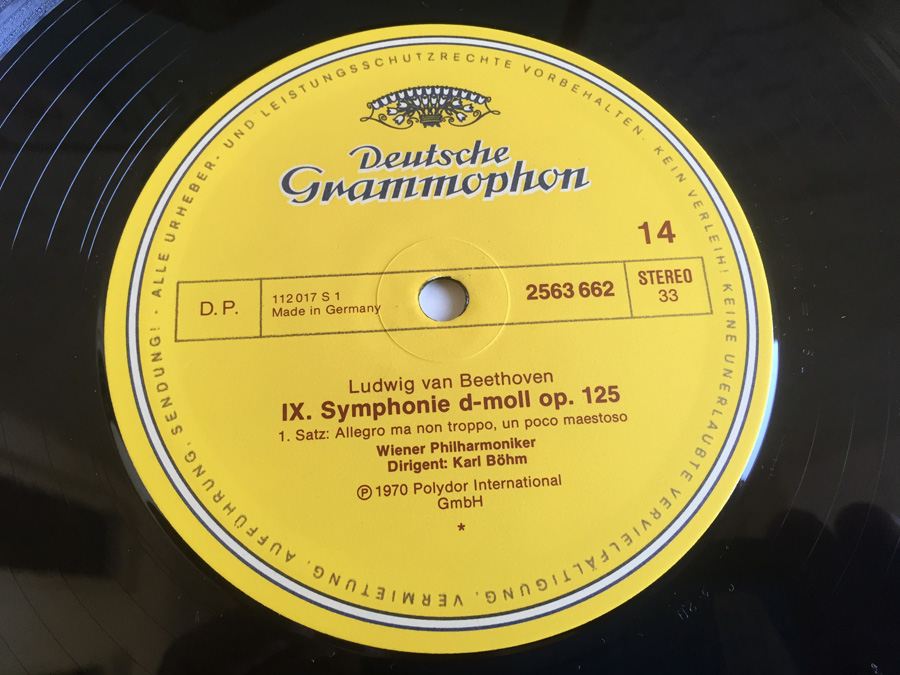 ALLE URHEBER- UND LEISTUNGSSCHUTZRECHTE VORBEHALTEN. KEIN VERLEIH! KEINE UNERLAUBTE VERVIELFÄLTIGUNG, VERMIETUNG, AUFFÜHRUNG, SENDUNG!
Deutsche
Grammophon
14
D.P.
112 017 S 1
Made in Germany
2563 662
STEREO
33
Ludwig van Beethoven
IX. Symphonie d-moll op. 125
1. Satz: Allegro ma non troppo, un poco maestoso
Wiener Philharmoniker
Dirigent: Karl Böhm
Ⓟ 1970 Polydor International
GmbH
*